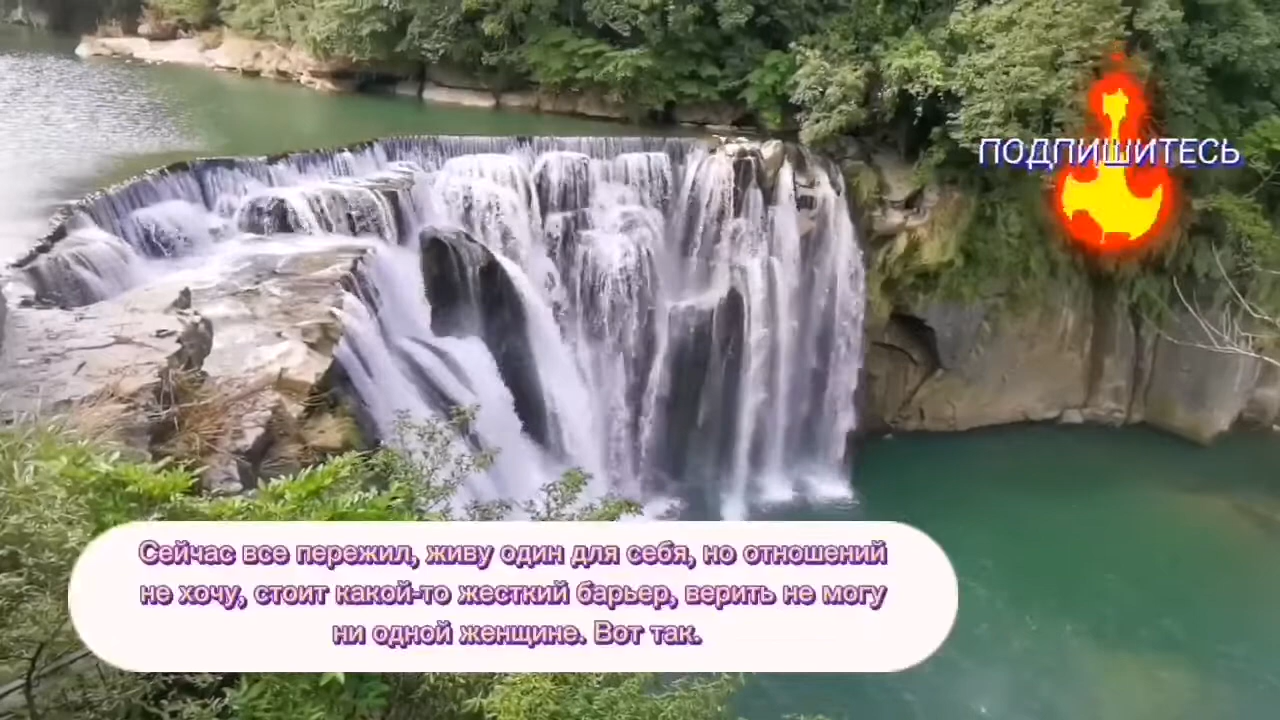 ПОДПИШИТЕСЬ
Сейчас все пережил, живу один для себя, но отношений
не хочу, стоит какой-то жесткий барьер, верить не могу
ни одной женщине. Вот так.